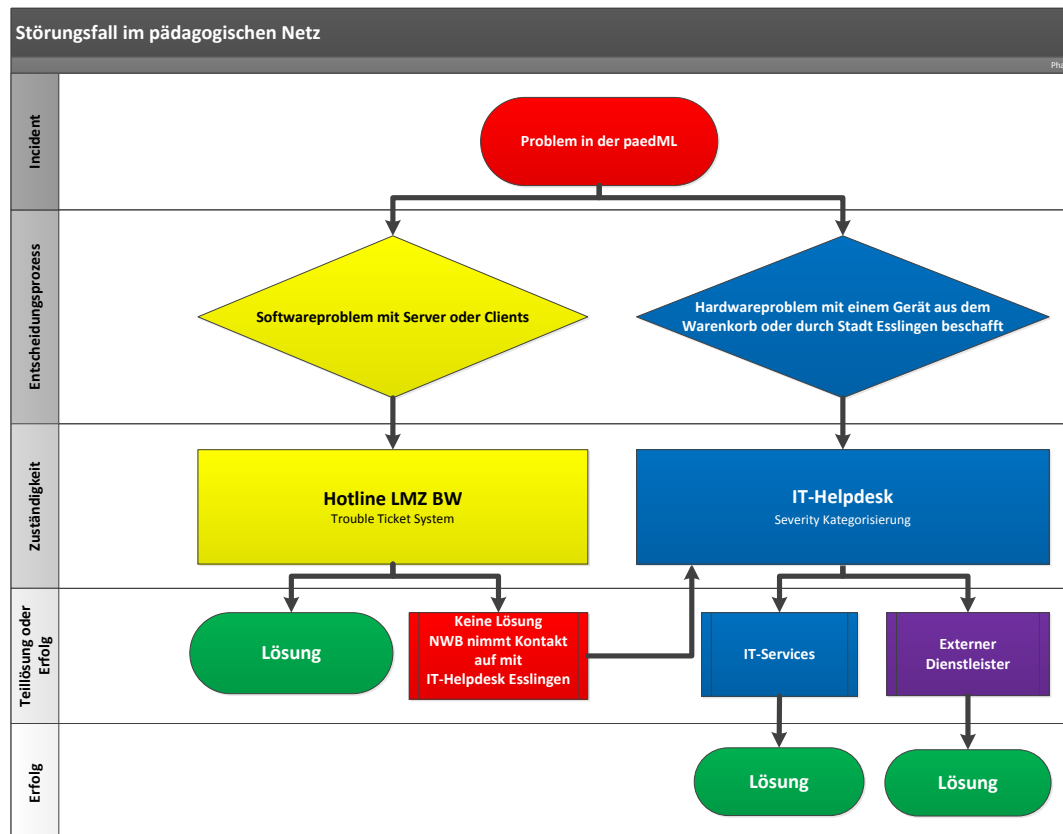 Störungsfall im pädagogischen Netz
Pha
Incident
Problem in der paedML
Entscheidungsprozess
Softwareproblem mit Server oder Clients
Hardwareproblem mit einem Gerät aus dem
Warenkorb oder durch Stadt Esslingen beschafft
Zuständigkeit
Hotline LMZ BW
Trouble Ticket System
IT-Helpdesk
Severity Kategorisierung
Teillösung oder
Erfolg
Lösung
Keine Lösung
NWB nimmt Kontakt
auf mit
IT-Helpdesk Esslingen
IT-Services
Externer
Dienstleister
Erfolg
Lösung
Lösung